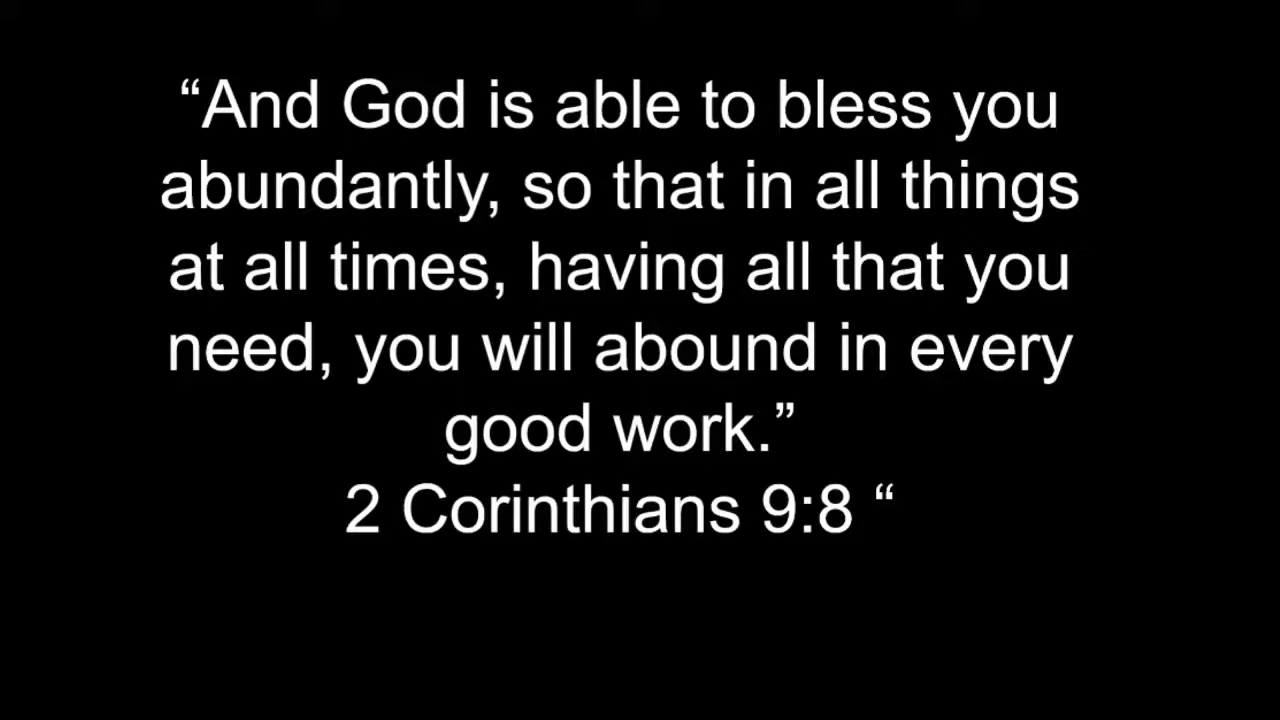 “And God is able to bless you
abundantly, so that in all things
at all times, having all that you
need, you will abound in every
good work.”
2 Corinthians 9:8 “